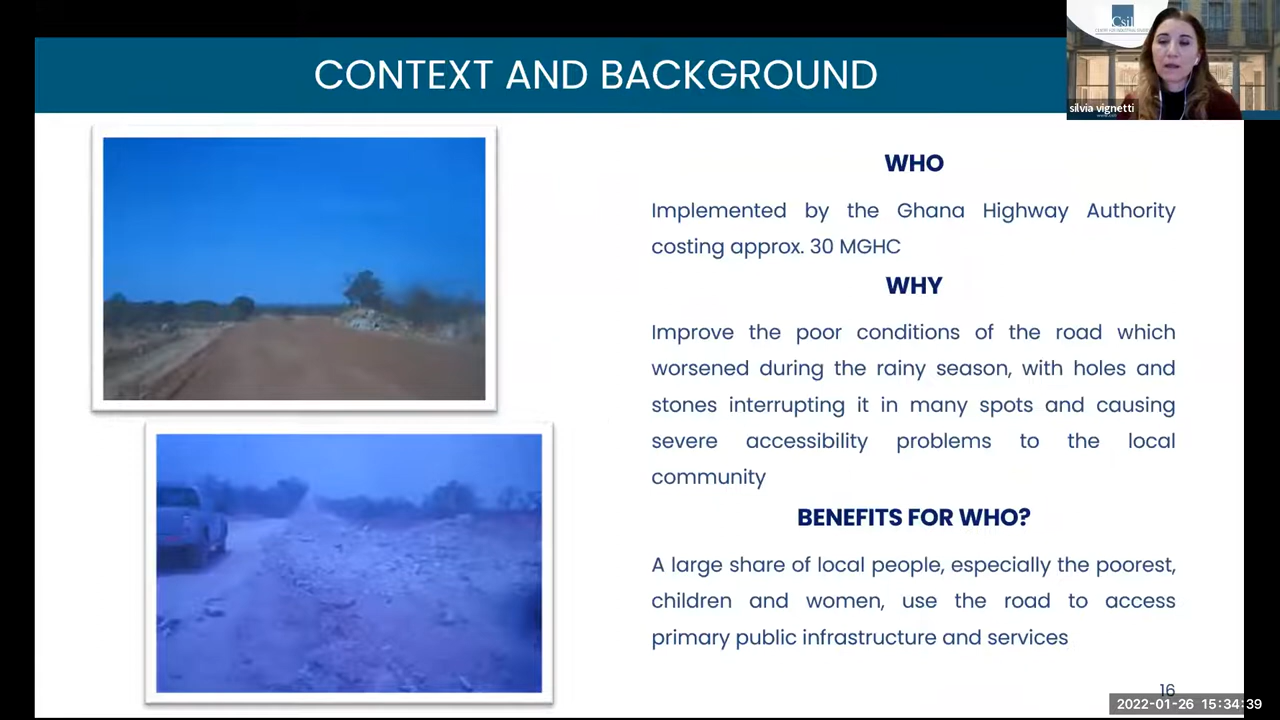 CONTEXT AND BACKGROUND
Csil
silvia vignetti
WHO
Implemented by the Ghana Highway Authority
costing approx. 30 MGHC
WHY
Improve the poor conditions of the road which
worsened during the rainy season, with holes and
stones interrupting it in many spots and causing
severe accessibility problems to the local
community
BENEFITS FOR WHO?
A large share of local people, especially the poorest,
children and women, use the road to access
primary public infrastructure and services
16
2022-01-26 15:34:39